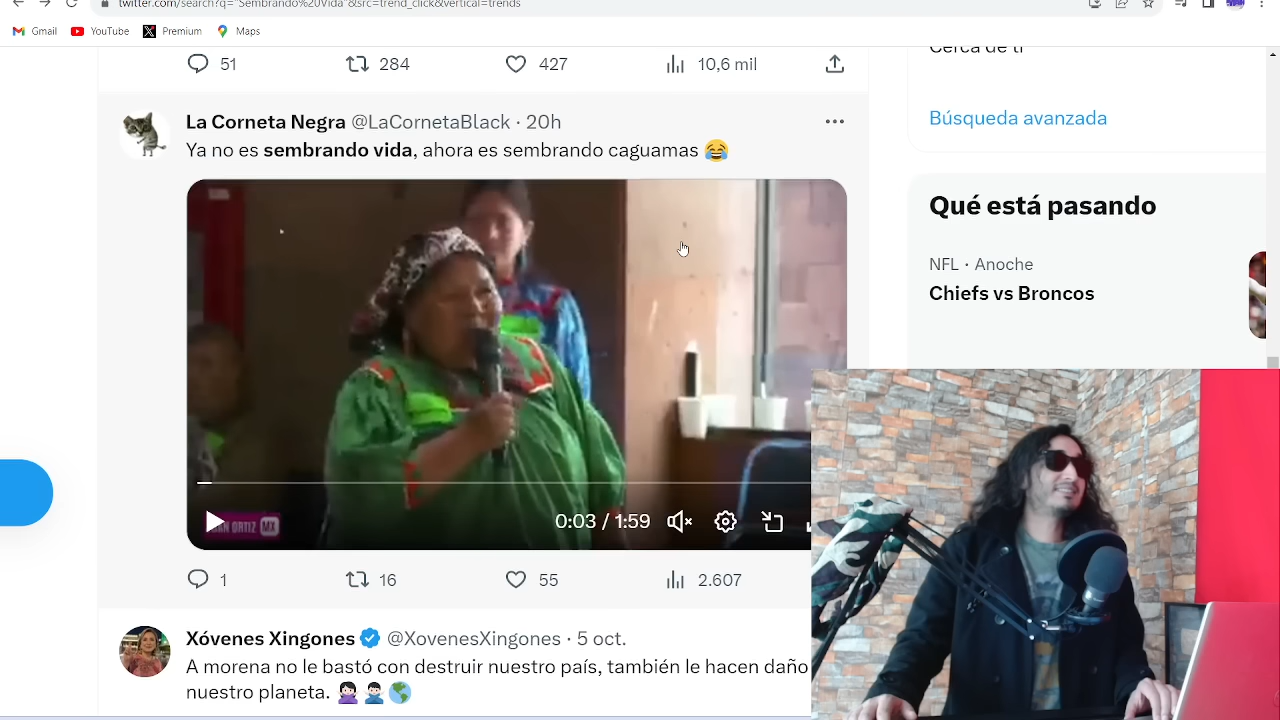 twitter.com/search?q="Sembrando%20Vida"&src=trend_click&vertical=trends
Gmail
YouTube
Premium
Maps
51
284
427
10,6 mil
La Corneta Negra @LaCornetaBlack · 20h
Ya no es sembrando vida, ahora es sembrando caguamas 😂
ORTIZ MX
0:03 / 1:59
1
16
55
2.607
Xóvenes Xingones @XovenesXingones · 5 oct.
A morena no le bastó con destruir nuestro país, también le hacen daño
nuestro planeta. 🙍🏻‍♀️🙍🏻‍♂️🌎
Cerca de ti
Búsqueda avanzada
Qué está pasando
NFL · Anoche
Chiefs vs Broncos